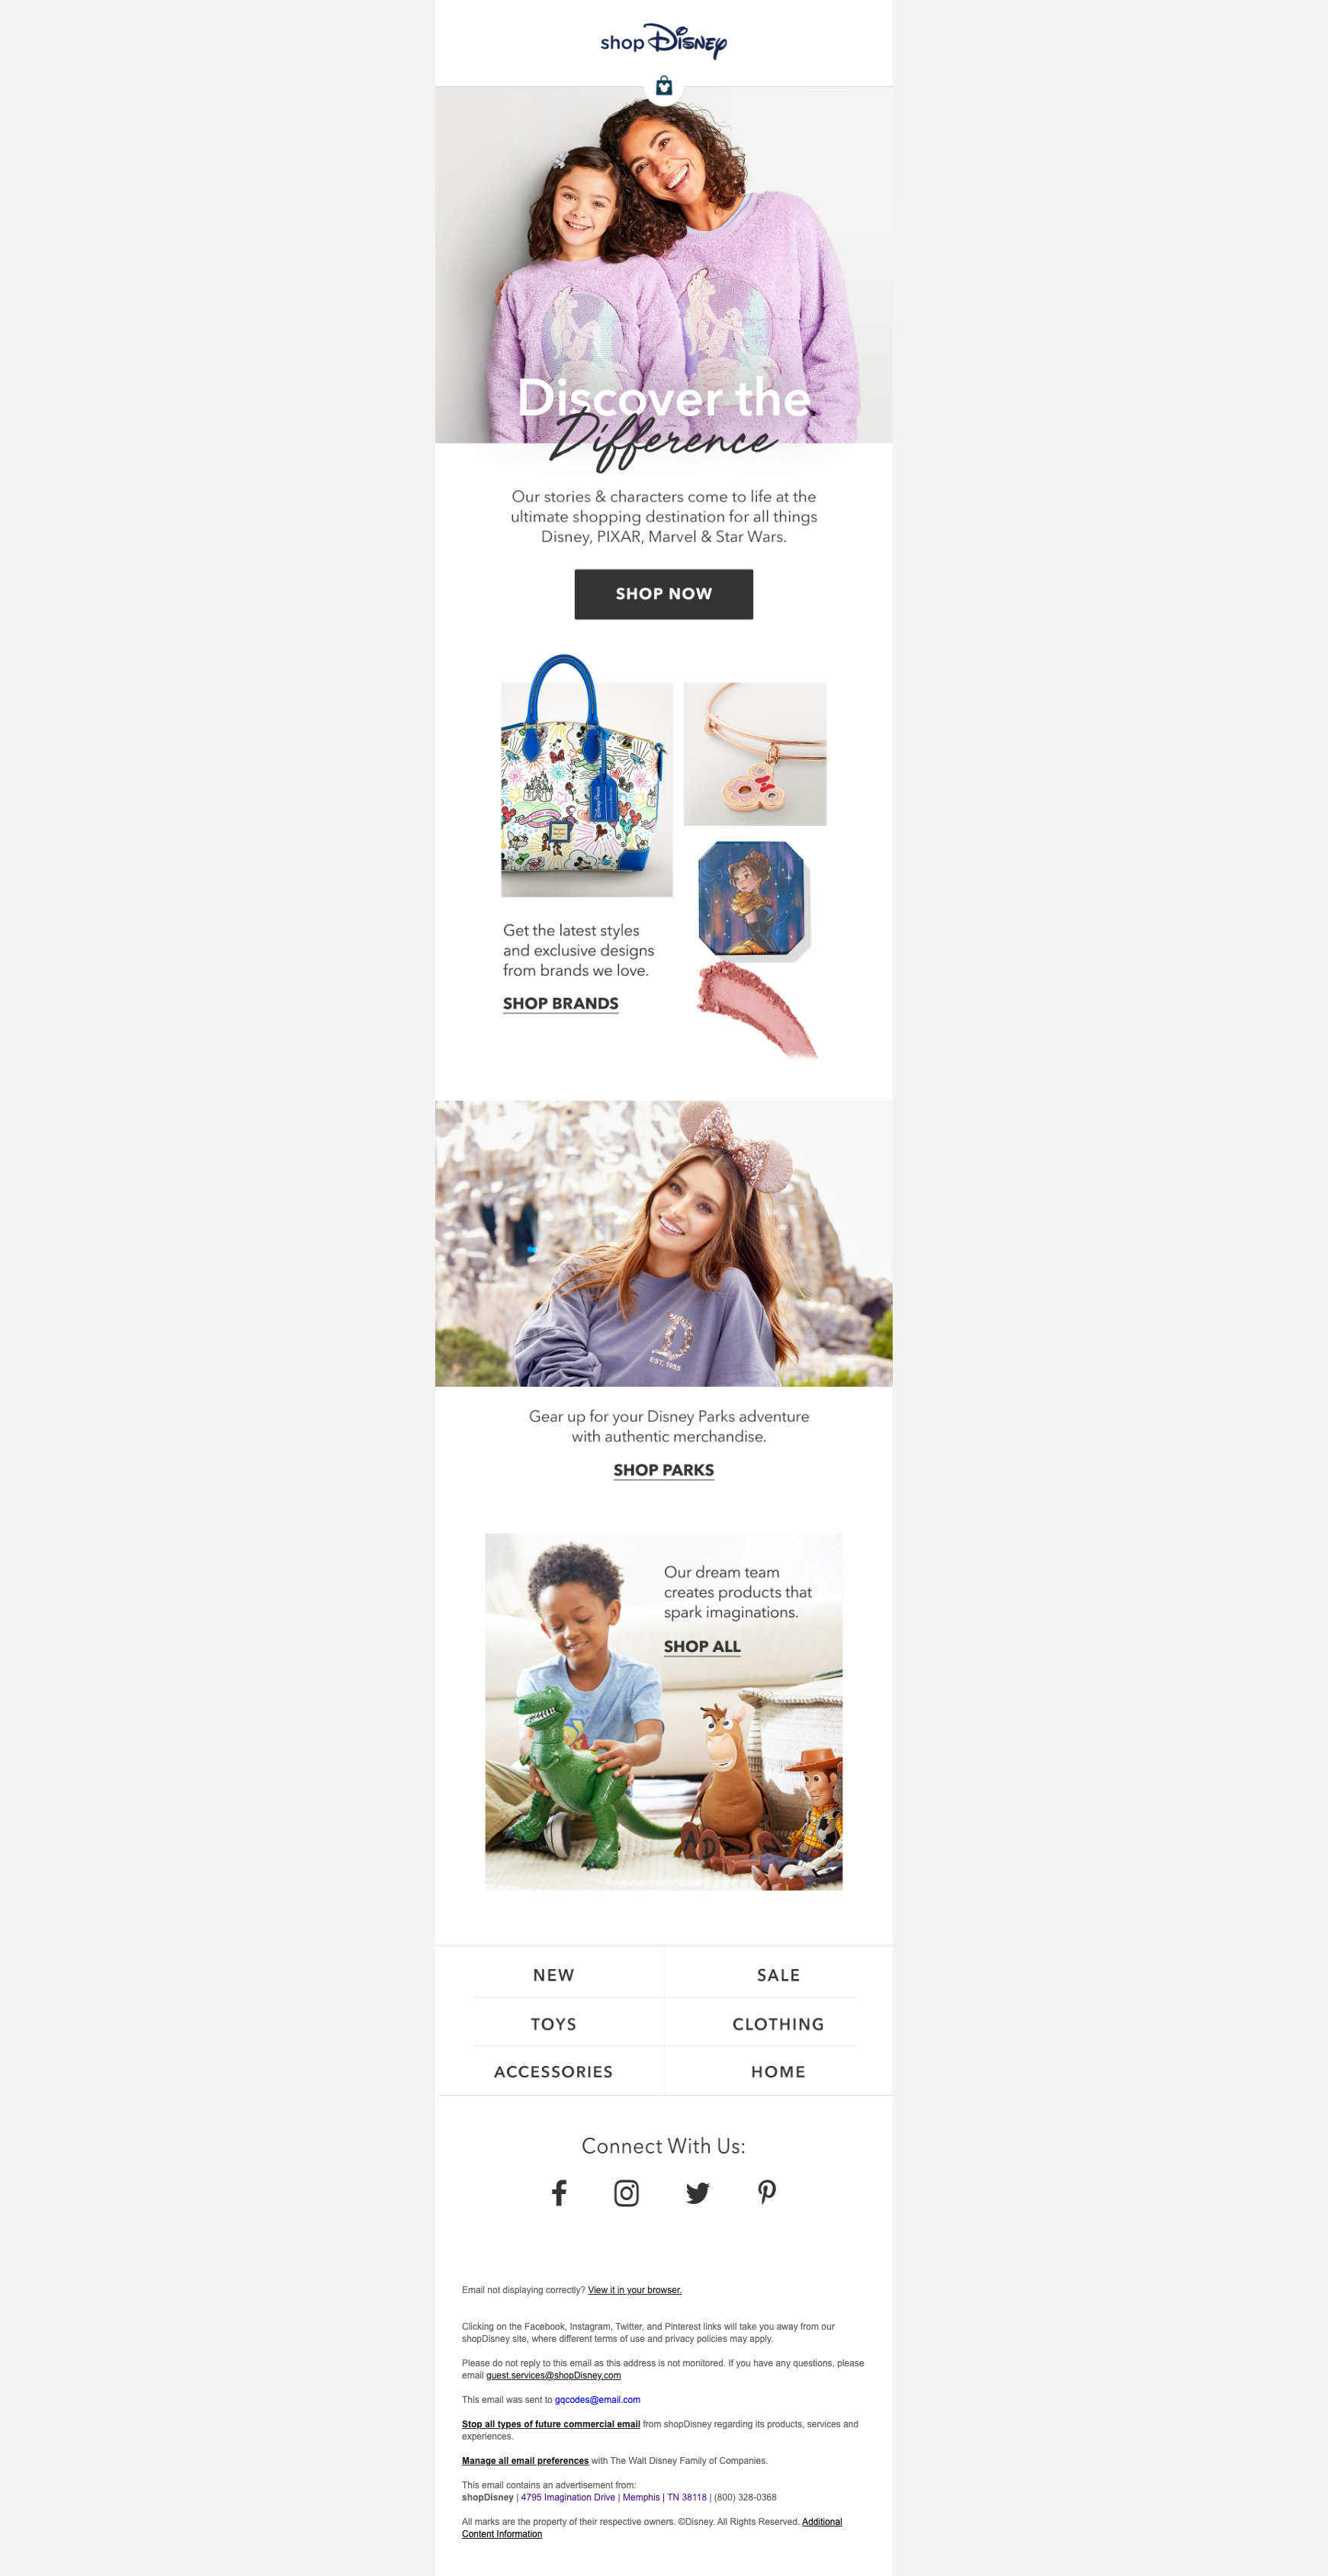 shop Disney
Discover the
Difference
Our stories & characters come to life at the
ultimate shopping destination for all things
Disney, PIXAR, Marvel & Star Wars.
SHOP NOW
Get the latest styles
and exclusive designs
from brands we love.
SHOP BRANDS
D
EST. 1955
Gear up for your Disney Parks adventure
with authentic merchandise.
SHOP PARKS
Our dream team
creates products that
spark imaginations.
SHOP ALL
NEW
SALE
TOYS
CLOTHING
ACCESSORIES
HOME
Connect With Us:
Email not displaying correctly? View it in your browser.
Clicking on the Facebook, Instagram, Twitter, and Pinterest links will take you away from our
shopDisney site, where different terms of use and privacy policies may apply.
Please do not reply to this email as this address is not monitored. If you have any questions, please
email guest.services@shopDisney.com
This email was sent to gqcodes@email.com
Stop all types of future commercial email from shopDisney regarding its products, services and
experiences.
Manage all email preferences with The Walt Disney Family of Companies.
This email contains an advertisement from:
shopDisney | 4795 Imagination Drive | Memphis | TN 38118 | (800) 328-0368
All marks are the property of their respective owners. ©Disney. All Rights Reserved. Additional
Content Information